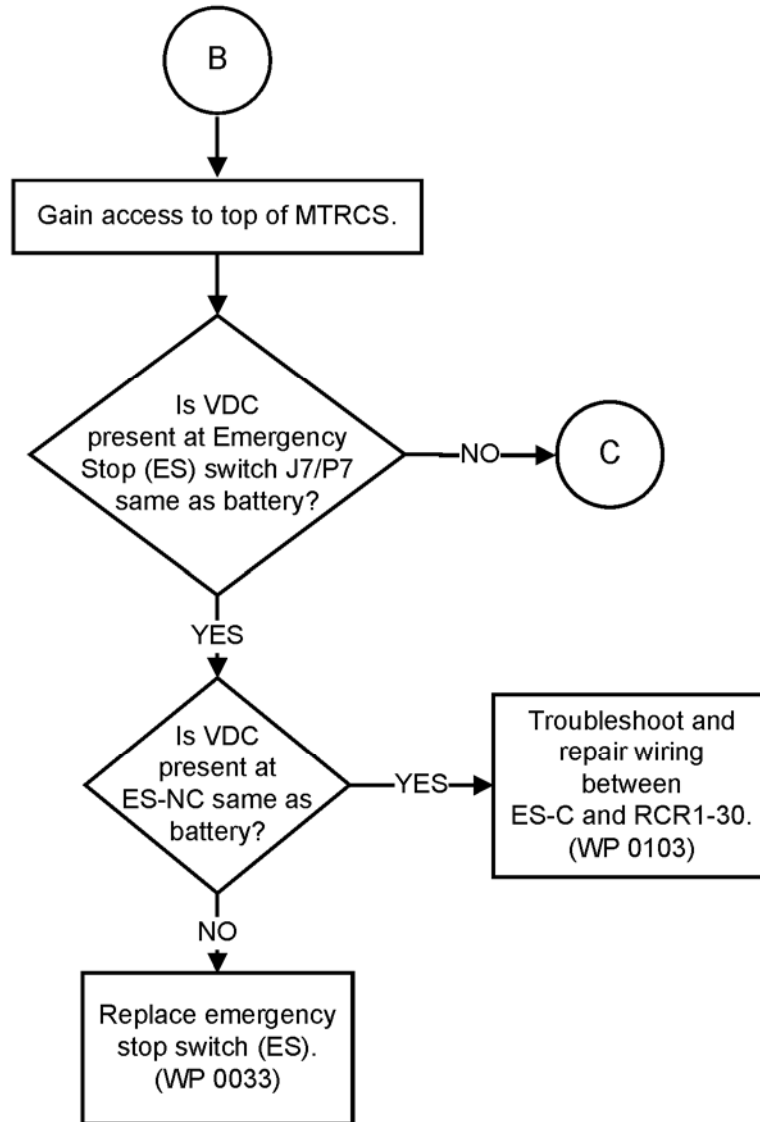 B
Gain access to top of MTRCS.
Is VDC
present at Emergency
Stop (ES) switch J7/P7
same as battery?
NO
C
YES
Is VDC
present at
ES-NC same as
battery?
YES
Troubleshoot and
repair wiring
between
ES-C and RCR1-30.
(WP 0103)
NO
Replace emergency
stop switch (ES).
(WP 0033)